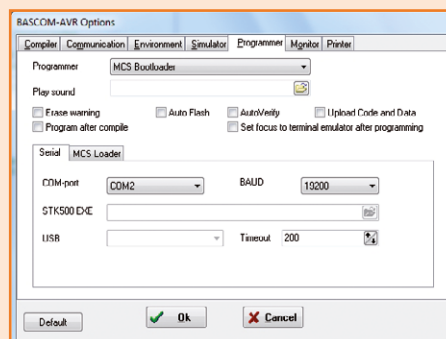 BASCOM-AVR Options
Compiler Communication Environment Simulator Programmer Monitor Printer
Programmer MCS Bootloader
Play sound
Erase warning Auto Flash AutoVerify Upload Code and Data
Program after compile Set focus to terminal emulator after programming
Serial MCS Loader
COM-port COM2 BAUD 19200
STK500 EXE
USB Timeout 200
Default Ok Cancel